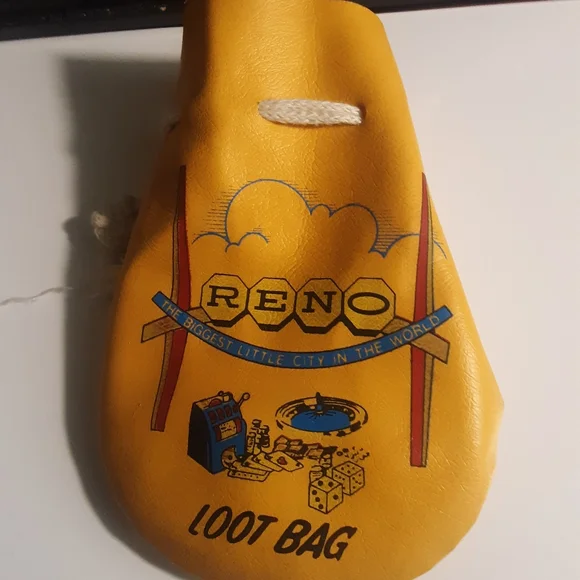 RENO
THE BIGGEST LITTLE CITY IN THE WORLD
LOOT BAG